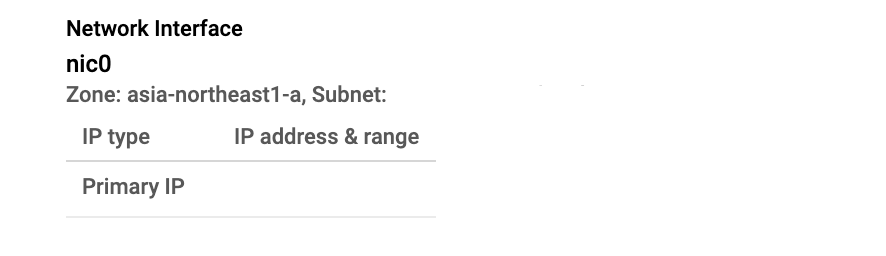 Network Interface
nic0
Zone: asia-northeast1-a, Subnet:
IP type IP address & range
Primary IP